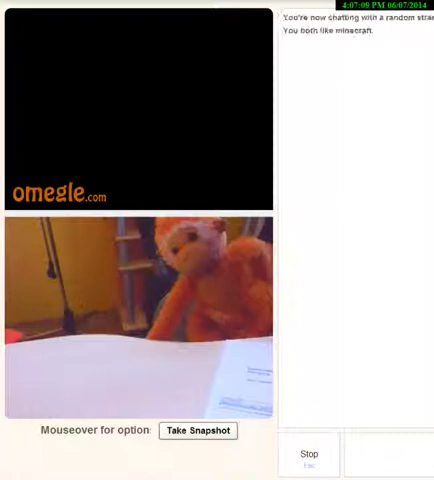 4:07:09 PM 06/07/2014
You're now chatting with a random stran
You both like minecraft.
omegle.com
Mouseover for option:
Take Snapshot
Stop
Esc